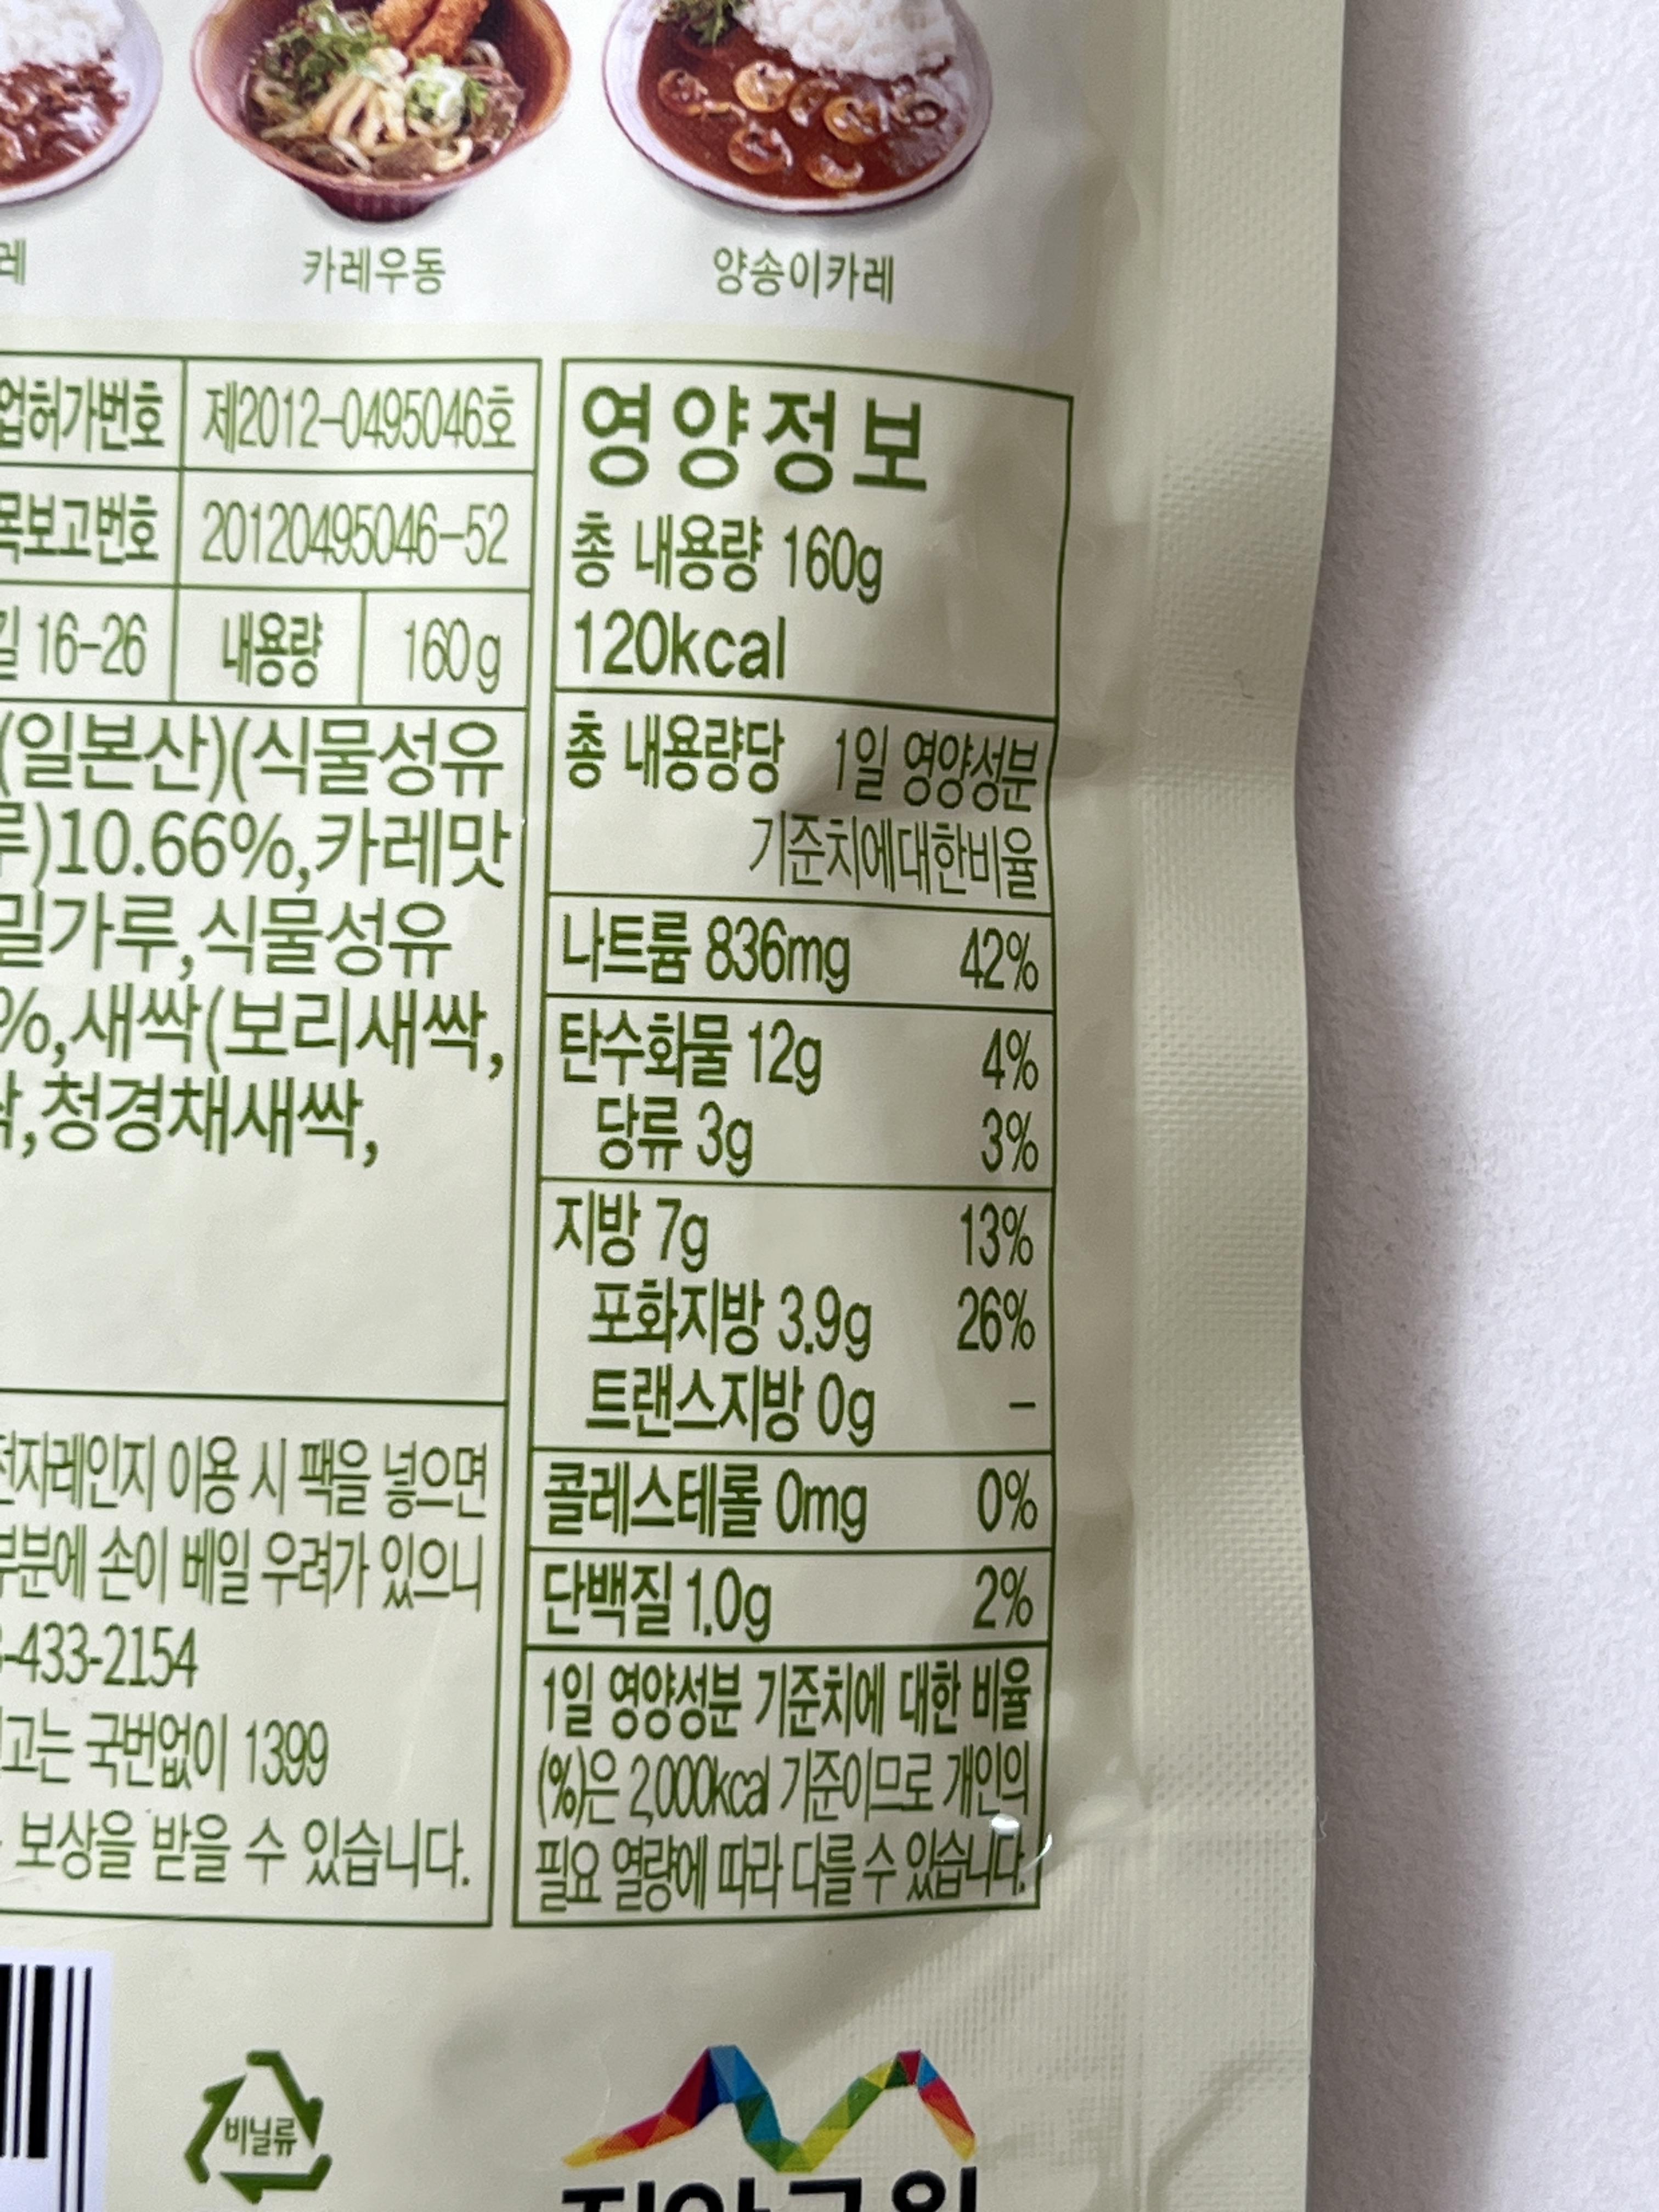 레
카레우동
양송이카레
업허가번호 제2012-0495046호
목보고번호 20120495046-52
길 16-26 내용량 160g
(일본산)(식물성유
루)10.66%,카레맛
밀가루,식물성유
%,새싹(보리새싹,
싹,청경채새싹,
전자레인지 이용 시 팩을 넣으면
부분에 손이 베일 우려가 있으니
-433-2154
고는 국번없이 1399
보상을 받을 수 있습니다.
영양정보
총 내용량 160g
120kcal
총 내용량당 1일 영양성분
기준치에대한비율
나트륨 836mg 42%
탄수화물 12g 4%
당류 3g 3%
지방 7g 13%
포화지방 3.9g 26%
트랜스지방 0g -
콜레스테롤 0mg 0%
단백질 1.0g 2%
1일 영양성분 기준치에 대한 비율
(%)은 2,000kcal 기준이므로 개인의
필요 열량에 따라 다를 수 있습니다.
비닐류